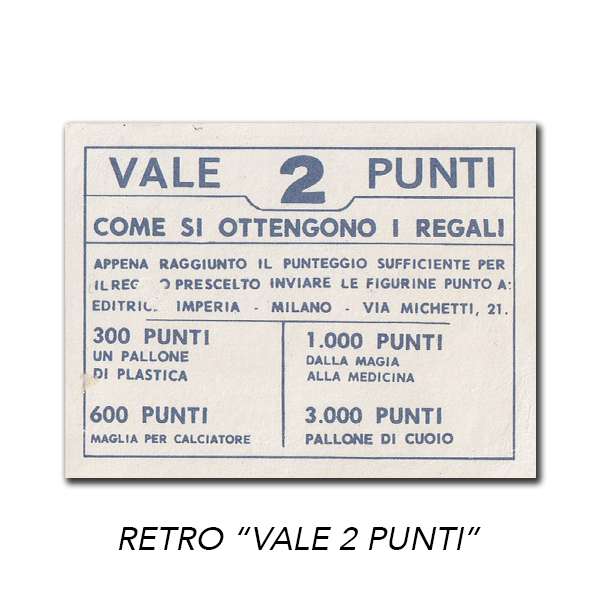 VALE 2 PUNTI
COME SI OTTENGONO I REGALI
APPENA RAGGIUNTO IL PUNTEGGIO SUFFICIENTE PER
IL REG O PRESCELTO INVIARE LE FIGURINE PUNTO A:
EDITRIC IMPERIA - MILANO - VIA MICHETTI, 21.
300 PUNTI
UN PALLONE
DI PLASTICA
600 PUNTI
MAGLIA PER CALCIATORE
1.000 PUNTI
DALLA MAGIA
ALLA MEDICINA
3.000 PUNTI
PALLONE DI CUOIO
RETRO “VALE 2 PUNTI”